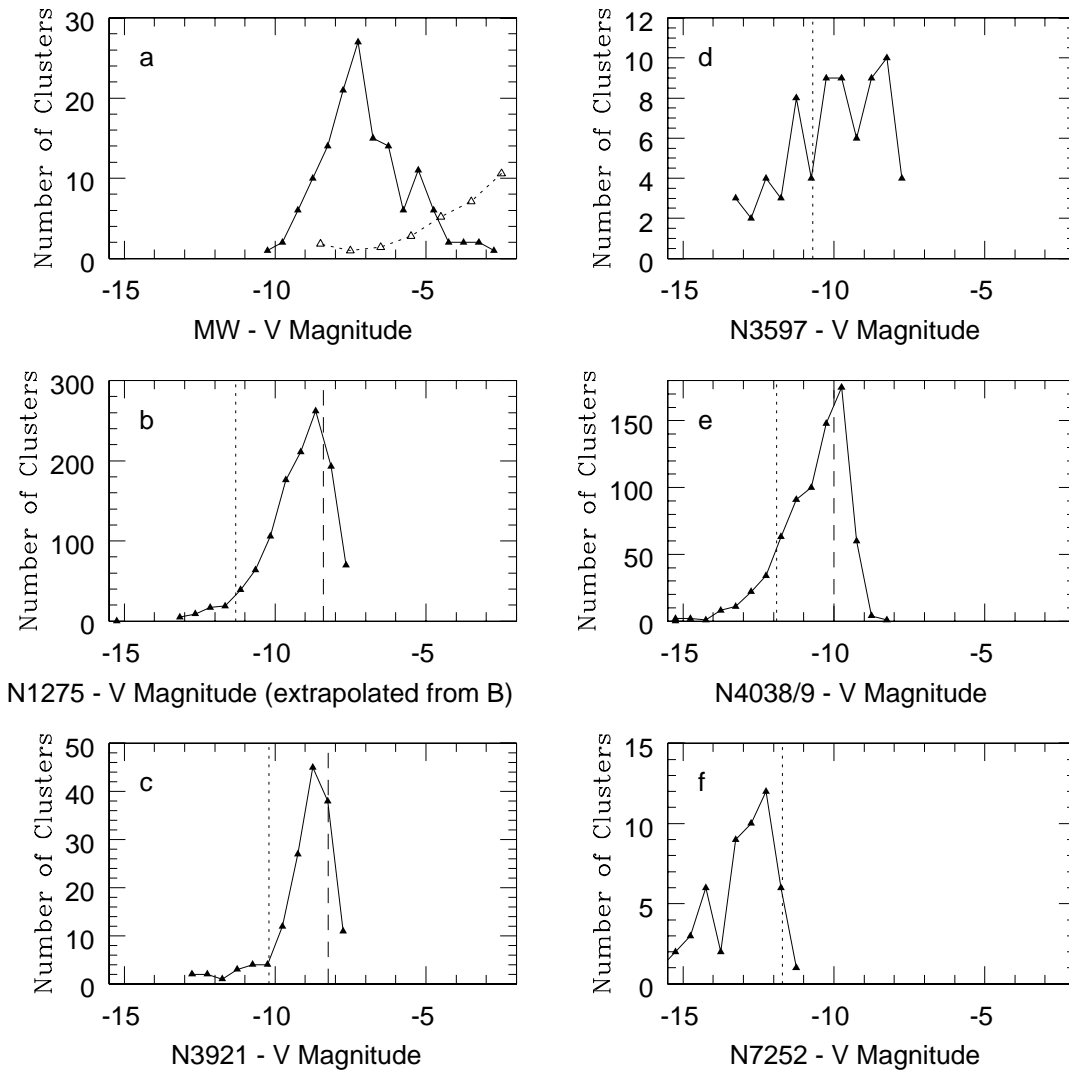 a
Number of Clusters
30
20
10
0
-15 -10 -5
MW - V Magnitude
d
Number of Clusters
12
10
8
6
4
2
0
-15 -10 -5
N3597 - V Magnitude
b
Number of Clusters
300
200
100
0
-15 -10 -5
N1275 - V Magnitude (extrapolated from B)
e
Number of Clusters
150
100
50
0
-15 -10 -5
N4038/9 - V Magnitude
c
Number of Clusters
50
40
30
20
10
0
-15 -10 -5
N3921 - V Magnitude
f
Number of Clusters
15
10
5
0
-15 -10 -5
N7252 - V Magnitude